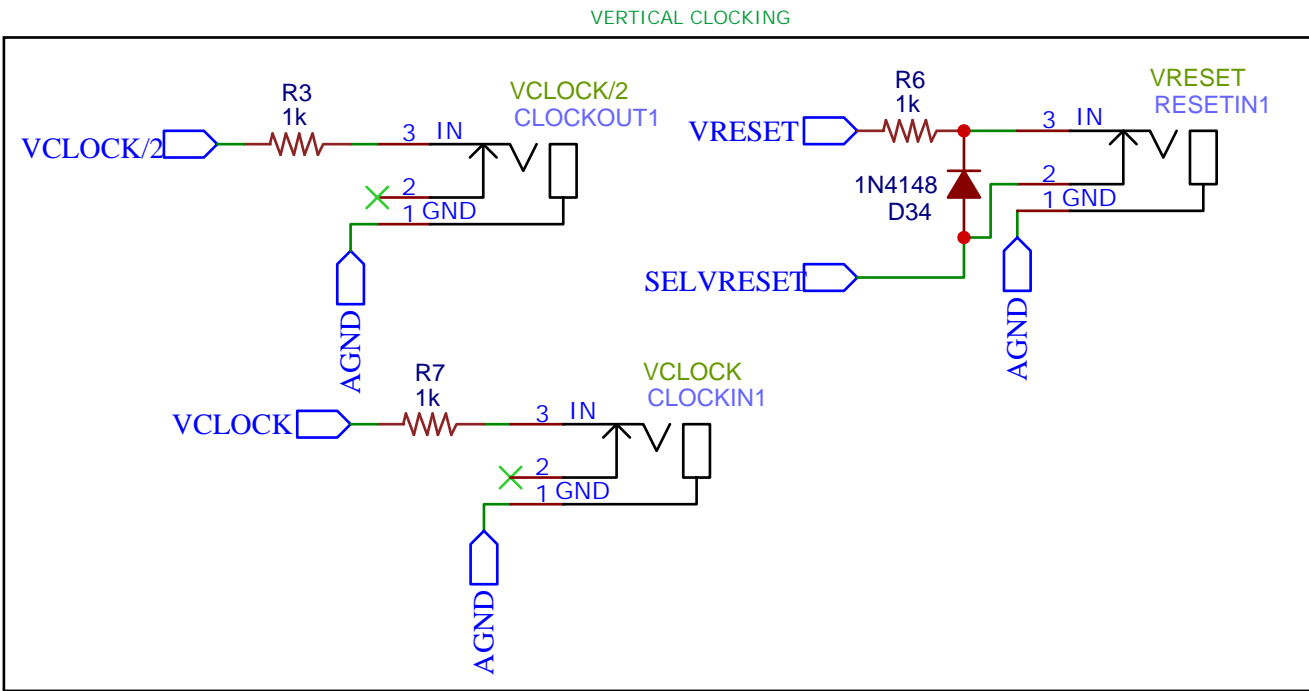 VERTICAL CLOCKING
R3
1k
VCLOCK/2
CLOCKOUT1
VCLOCK/2
3
IN
2
1
GND
AGND
R6
1k
VRESET
RESETIN1
VRESET
3
IN
1N4148
D34
2
1
GND
SELVRESET
AGND
R7
1k
VCLOCK
CLOCKIN1
VCLOCK
3
IN
2
1
GND
AGND